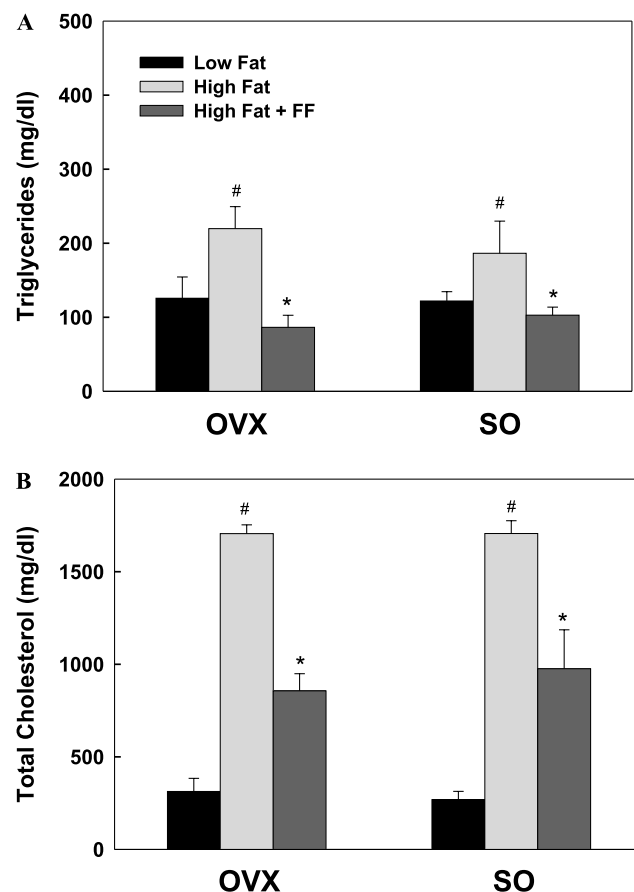 A
500
400
300
200
100
0
Triglycerides (mg/dl)
Low Fat
High Fat
High Fat + FF
#
*
#
*
OVX
SO
B
2000
1500
1000
500
0
Total Cholesterol (mg/dl)
#
*
#
*
OVX
SO